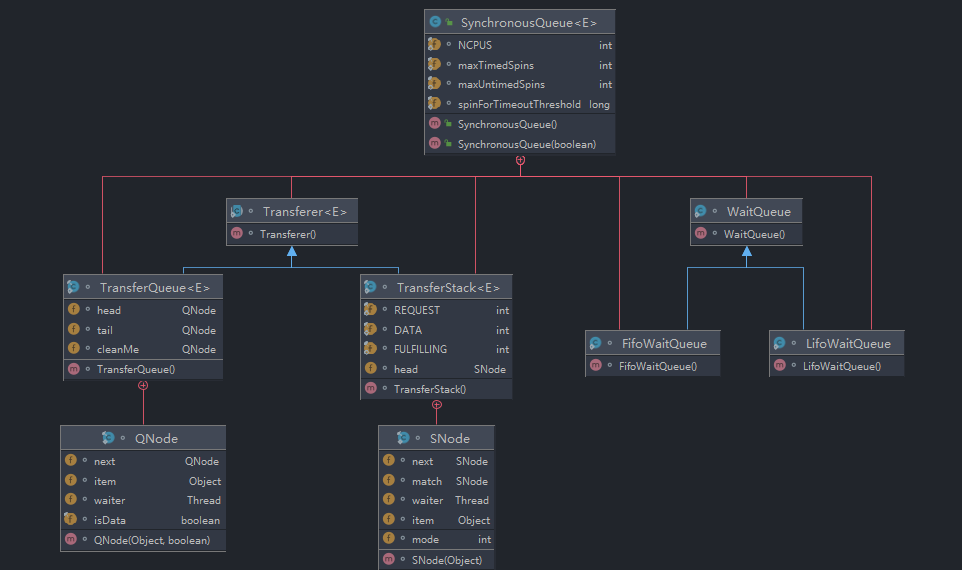 SynchronousQueue<E>
NCPUS int
maxTimedSpins int
maxUntimedSpins int
spinForTimeoutThreshold long
SynchronousQueue()
SynchronousQueue(boolean)
Transferer<E>
Transferer()
WaitQueue
WaitQueue()
TransferQueue<E>
head QNode
tail QNode
cleanMe QNode
TransferQueue()
TransferStack<E>
REQUEST int
DATA int
FULFILLING int
head SNode
TransferStack()
FifoWaitQueue
FifoWaitQueue()
LifoWaitQueue
LifoWaitQueue()
QNode
next QNode
item Object
waiter Thread
isData boolean
QNode(Object, boolean)
SNode
next SNode
match SNode
waiter Thread
item Object
mode int
SNode(Object)